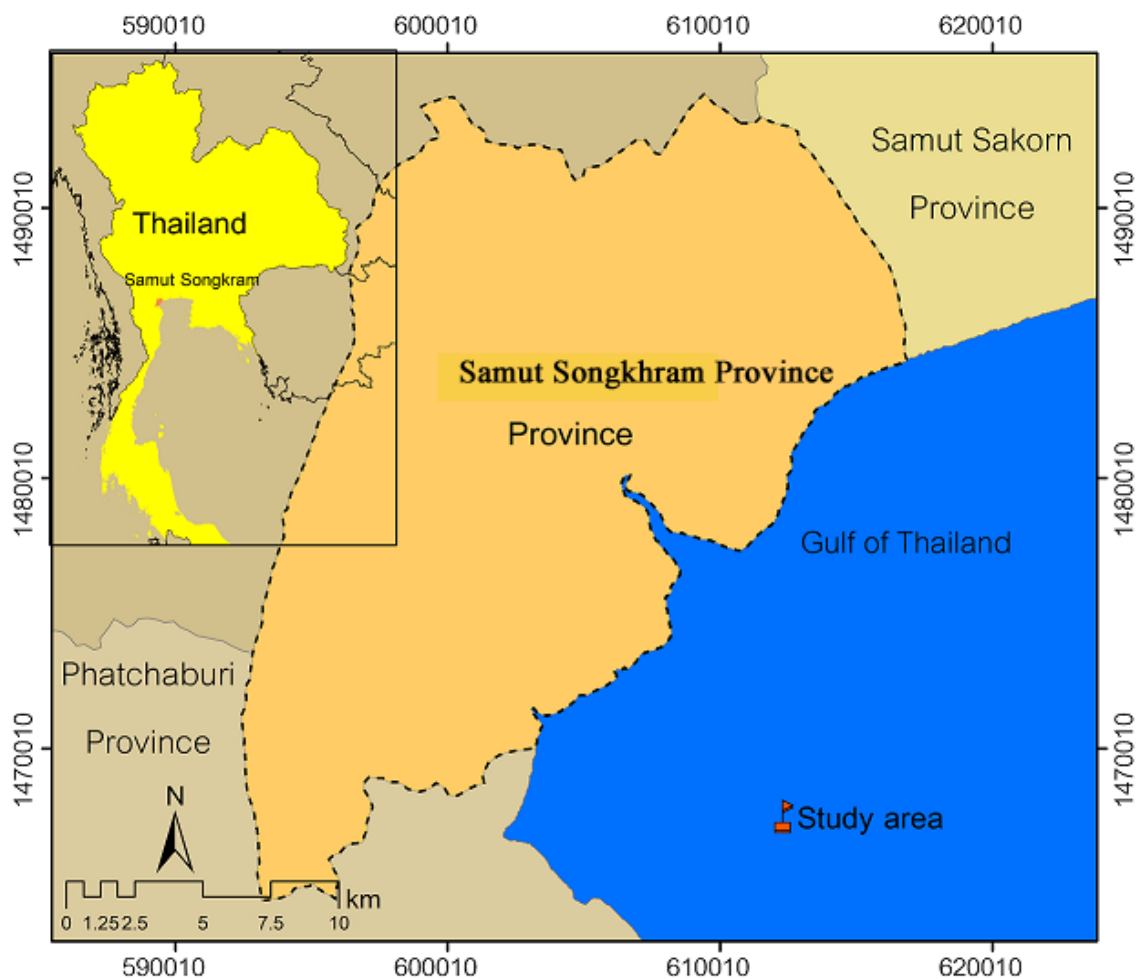 590010 600010 610010 620010
Samut Sakorn
Province
1490010 1490010
Thailand
Samut Songkram
Samut Songkhram Province
Province
1480010 1480010
Gulf of Thailand
Phatchaburi
Province
1470010 1470010
N
Study area
km
0 1.25 2.5 5 7.5 10
590010 600010 610010 620010